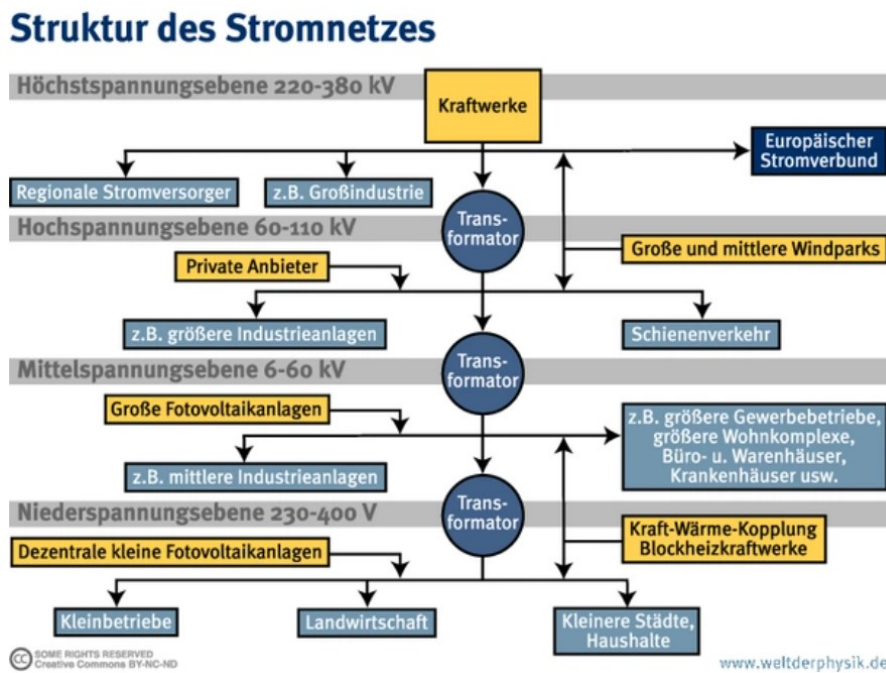 Struktur des Stromnetzes
Höchstspannungsebene 220-380 kV
Kraftwerke
Europäischer
Stromverbund
Regionale Stromversorger
z.B. Großindustrie
Trans-
formator
Hochspannungsebene 60-110 kV
Große und mittlere Windparks
Private Anbieter
z.B. größere Industrieanlagen
Schienenverkehr
Trans-
formator
Mittelspannungsebene 6-60 kV
Große Fotovoltaikanlagen
z.B. größere Gewerbebetriebe,
größere Wohnkomplexe,
Büro- u. Warenhäuser,
Krankenhäuser usw.
z.B. mittlere Industrieanlagen
Trans-
formator
Niederspannungsebene 230-400 V
Kraft-Wärme-Kopplung
Blockheizkraftwerke
Dezentrale kleine Fotovoltaikanlagen
Kleinbetriebe
Landwirtschaft
Kleinere Städte,
Haushalte
cc SOME RIGHTS RESERVED
Creative Commons BY-NC-ND
www.weltderphysik.de